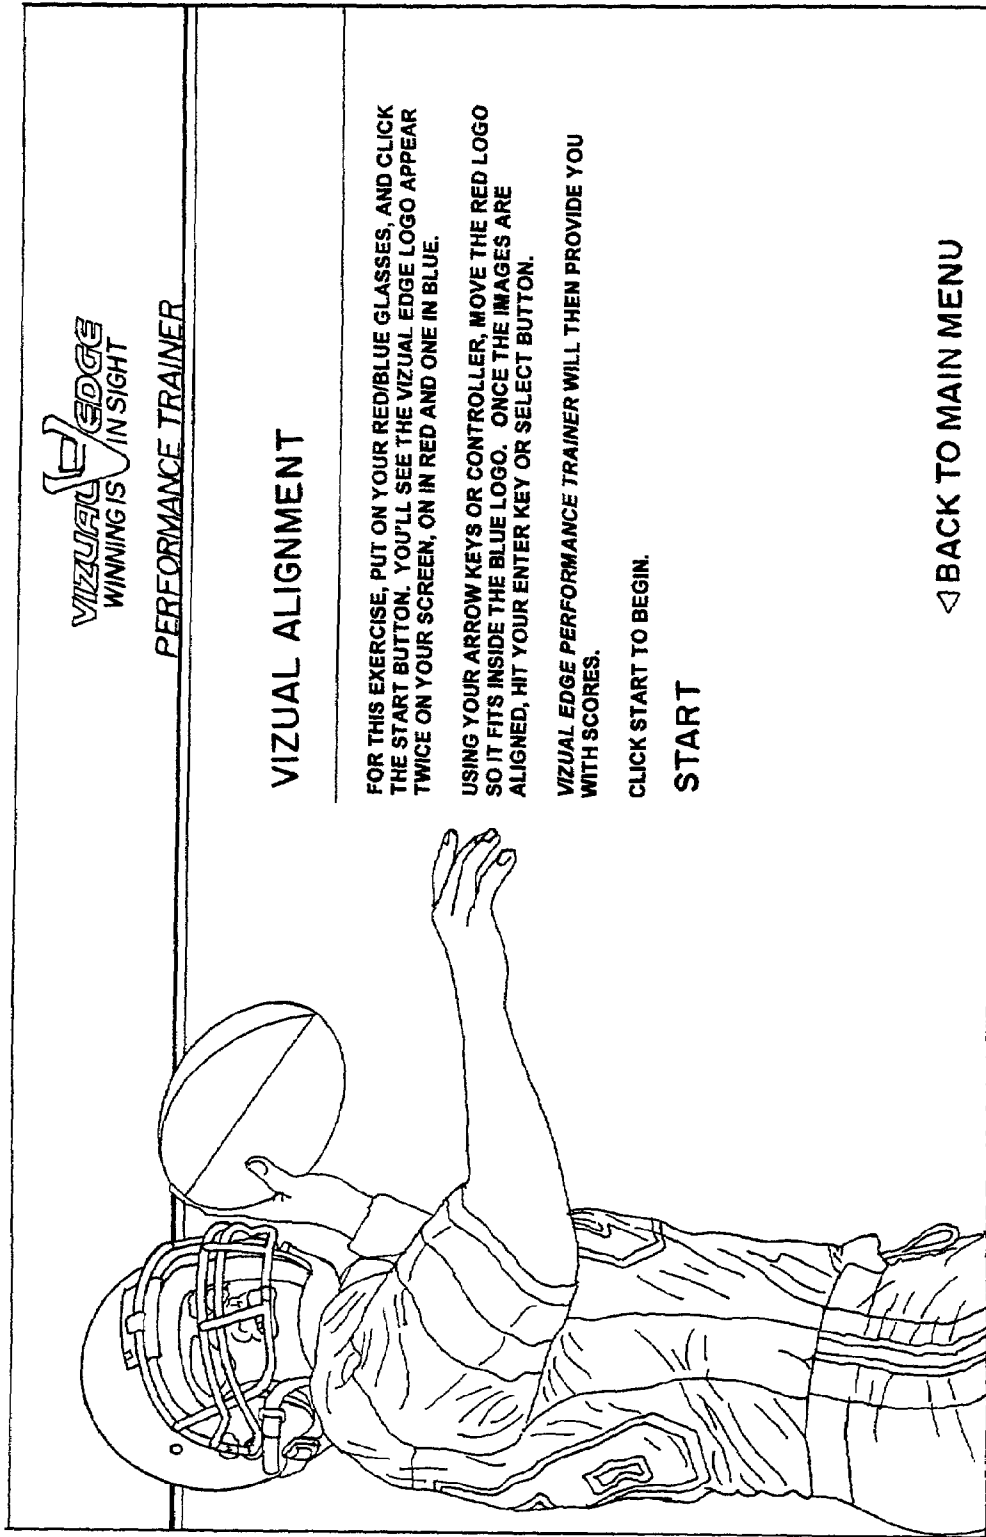 VIZUAL EDGE
WINNING IS IN SIGHT
PERFORMANCE TRAINER
VIZUAL ALIGNMENT
FOR THIS EXERCISE, PUT ON YOUR RED/BLUE GLASSES, AND CLICK
THE START BUTTON. YOU'LL SEE THE VIZUAL EDGE LOGO APPEAR
TWICE ON YOUR SCREEN, ON IN RED AND ONE IN BLUE.
USING YOUR ARROW KEYS OR CONTROLLER, MOVE THE RED LOGO
SO IT FITS INSIDE THE BLUE LOGO. ONCE THE IMAGES ARE
ALIGNED, HIT YOUR ENTER KEY OR SELECT BUTTON.
VIZUAL EDGE PERFORMANCE TRAINER WILL THEN PROVIDE YOU
WITH SCORES.
CLICK START TO BEGIN.
START
◁ BACK TO MAIN MENU